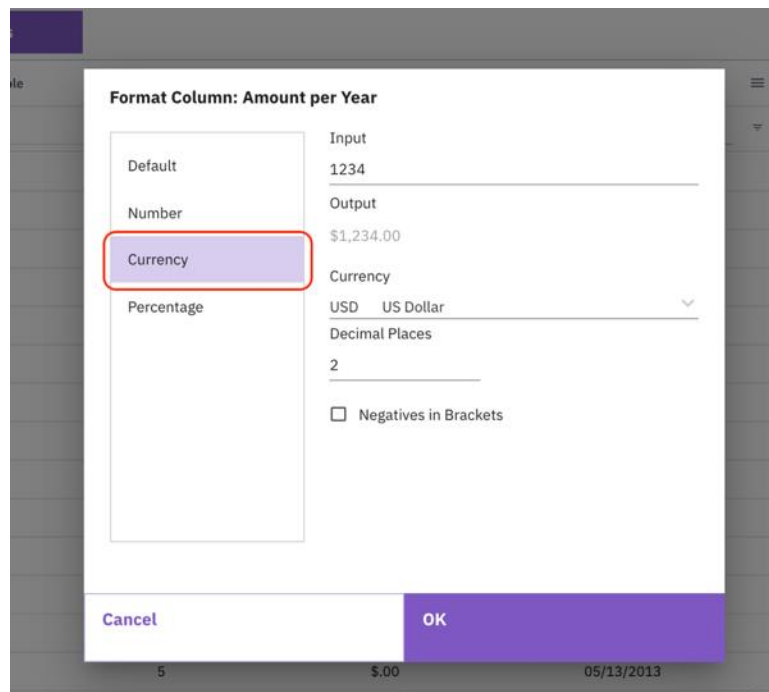 Format Column: Amount per Year
Default
Number
Currency
Percentage
Input
1234
Output
$1,234.00
Currency
USD US Dollar
Decimal Places
2
Negatives in Brackets
Cancel
OK
5 $.00 05/13/2013